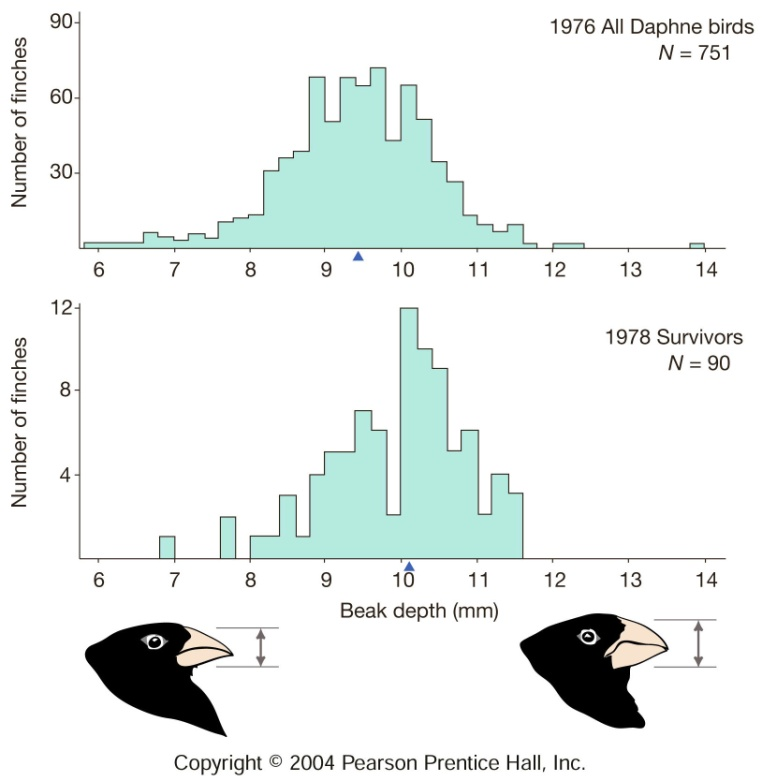 1976 All Daphne birds
N = 751
Number of finches
90
60
30
6 7 8 9 10 11 12 13 14
1978 Survivors
N = 90
Number of finches
12
8
4
6 7 8 9 10 11 12 13 14
Beak depth (mm)
Copyright © 2004 Pearson Prentice Hall, Inc.